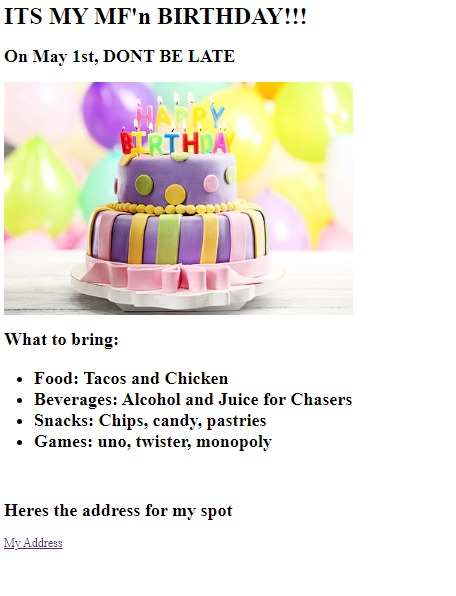 ITS MY MF'n BIRTHDAY!!!
On May 1st, DONT BE LATE
HAPPY
BIRTHDAY
What to bring:
Food: Tacos and Chicken
Beverages: Alcohol and Juice for Chasers
Snacks: Chips, candy, pastries
Games: uno, twister, monopoly
Heres the address for my spot
My Address